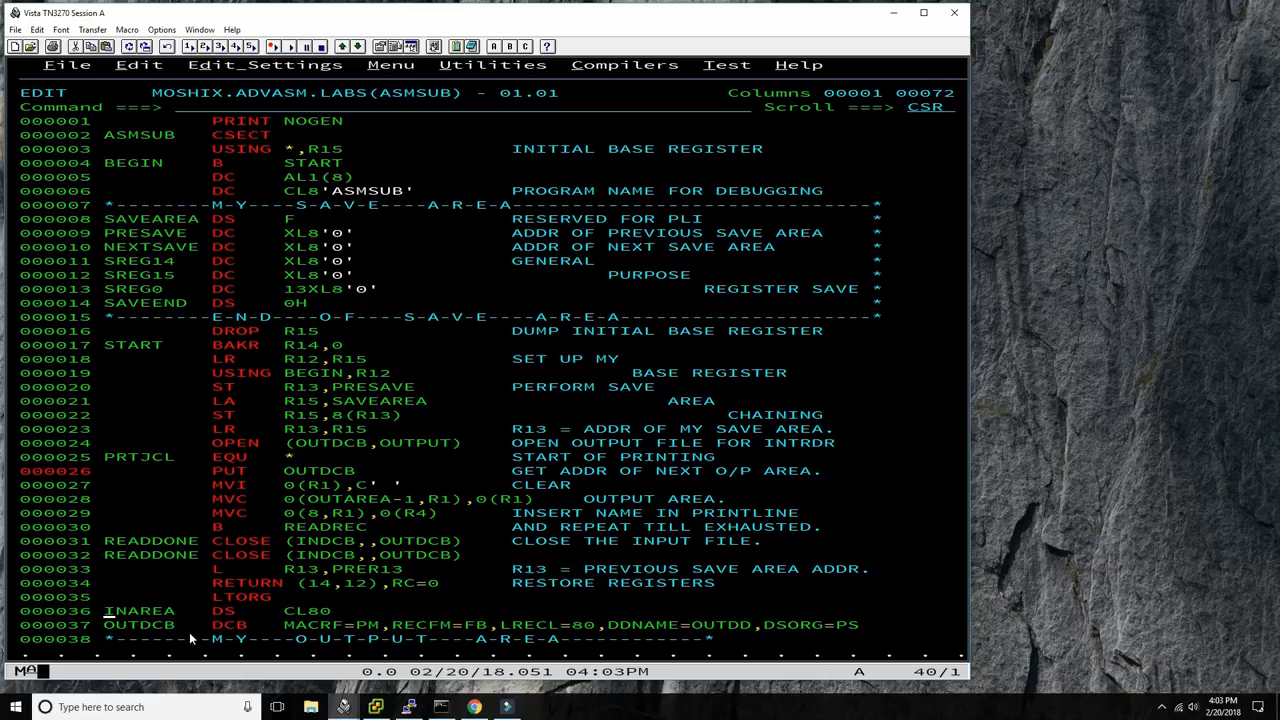 Vista TN3270 Session A
File Edit Font Transfer Macro Options Window Help
A B C ?
File Edit Edit_Settings Menu Utilities Compilers Test Help
EDIT MOSHIX.ADVASM.LABS(ASMSUB) - 01.01 Columns 00001 00072
Command ===> Scroll ===> CSR
000001 PRINT NOGEN
000002 ASMSUB CSECT
000003 USING *,R15 INITIAL BASE REGISTER
000004 BEGIN B START
000005 DC AL1(8)
000006 DC CL8'ASMSUB' PROGRAM NAME FOR DEBUGGING
000007 *--------M-Y----S-A-V-E----A-R-E-A------------------------------*
000008 SAVEAREA DS F RESERVED FOR PLI *
000009 PRESAVE DC XL8'0' ADDR OF PREVIOUS SAVE AREA *
000010 NEXTSAVE DC XL8'0' ADDR OF NEXT SAVE AREA *
000011 SREG14 DC XL8'0' GENERAL *
000012 SREG15 DC XL8'0' PURPOSE *
000013 SREG0 DC 13XL8'0' REGISTER SAVE *
000014 SAVEEND DS 0H *
000015 *--------E-N-D----O-F----S-A-V-E----A-R-E-A---------------------*
000016 DROP R15 DUMP INITIAL BASE REGISTER
000017 START BAKR R14,0
000018 LR R12,R15 SET UP MY
000019 USING BEGIN,R12 BASE REGISTER
000020 ST R13,PRESAVE PERFORM SAVE
000021 LA R15,SAVEAREA AREA
000022 ST R15,8(R13) CHAINING
000023 LR R13,R15 R13 = ADDR OF MY SAVE AREA.
000024 OPEN (OUTDCB,OUTPUT) OPEN OUTPUT FILE FOR INTRDR
000025 PRTJCL EQU * START OF PRINTING
000026 PUT OUTDCB GET ADDR OF NEXT O/P AREA.
000027 MVI 0(R1),C' ' CLEAR
000028 MVC 0(OUTAREA-1,R1),0(R1) OUTPUT AREA.
000029 MVC 0(8,R1),0(R4) INSERT NAME IN PRINTLINE
000030 B READREC AND REPEAT TILL EXHAUSTED.
000031 READDONE CLOSE (INDCB,,OUTDCB) CLOSE THE INPUT FILE.
000032 READDONE CLOSE (INDCB,,OUTDCB)
000033 L R13,PRER13 R13 = PREVIOUS SAVE AREA ADDR.
000034 RETURN (14,12),RC=0 RESTORE REGISTERS
000035 LTORG
000036 INAREA DS CL80
000037 OUTDCB DCB MACRF=PM,RECFM=FB,LRECL=80,DDNAME=OUTDD,DSORG=PS
000038 *--------M-Y----O-U-T-P-U-T----A-R-E-A------------------*
. . . . . . . . . . . . . . . . . . . . . . . . . . .
MA 0.0 02/20/18.051 04:03PM A 40/1
Type here to search
4:03 PM
2/20/2018